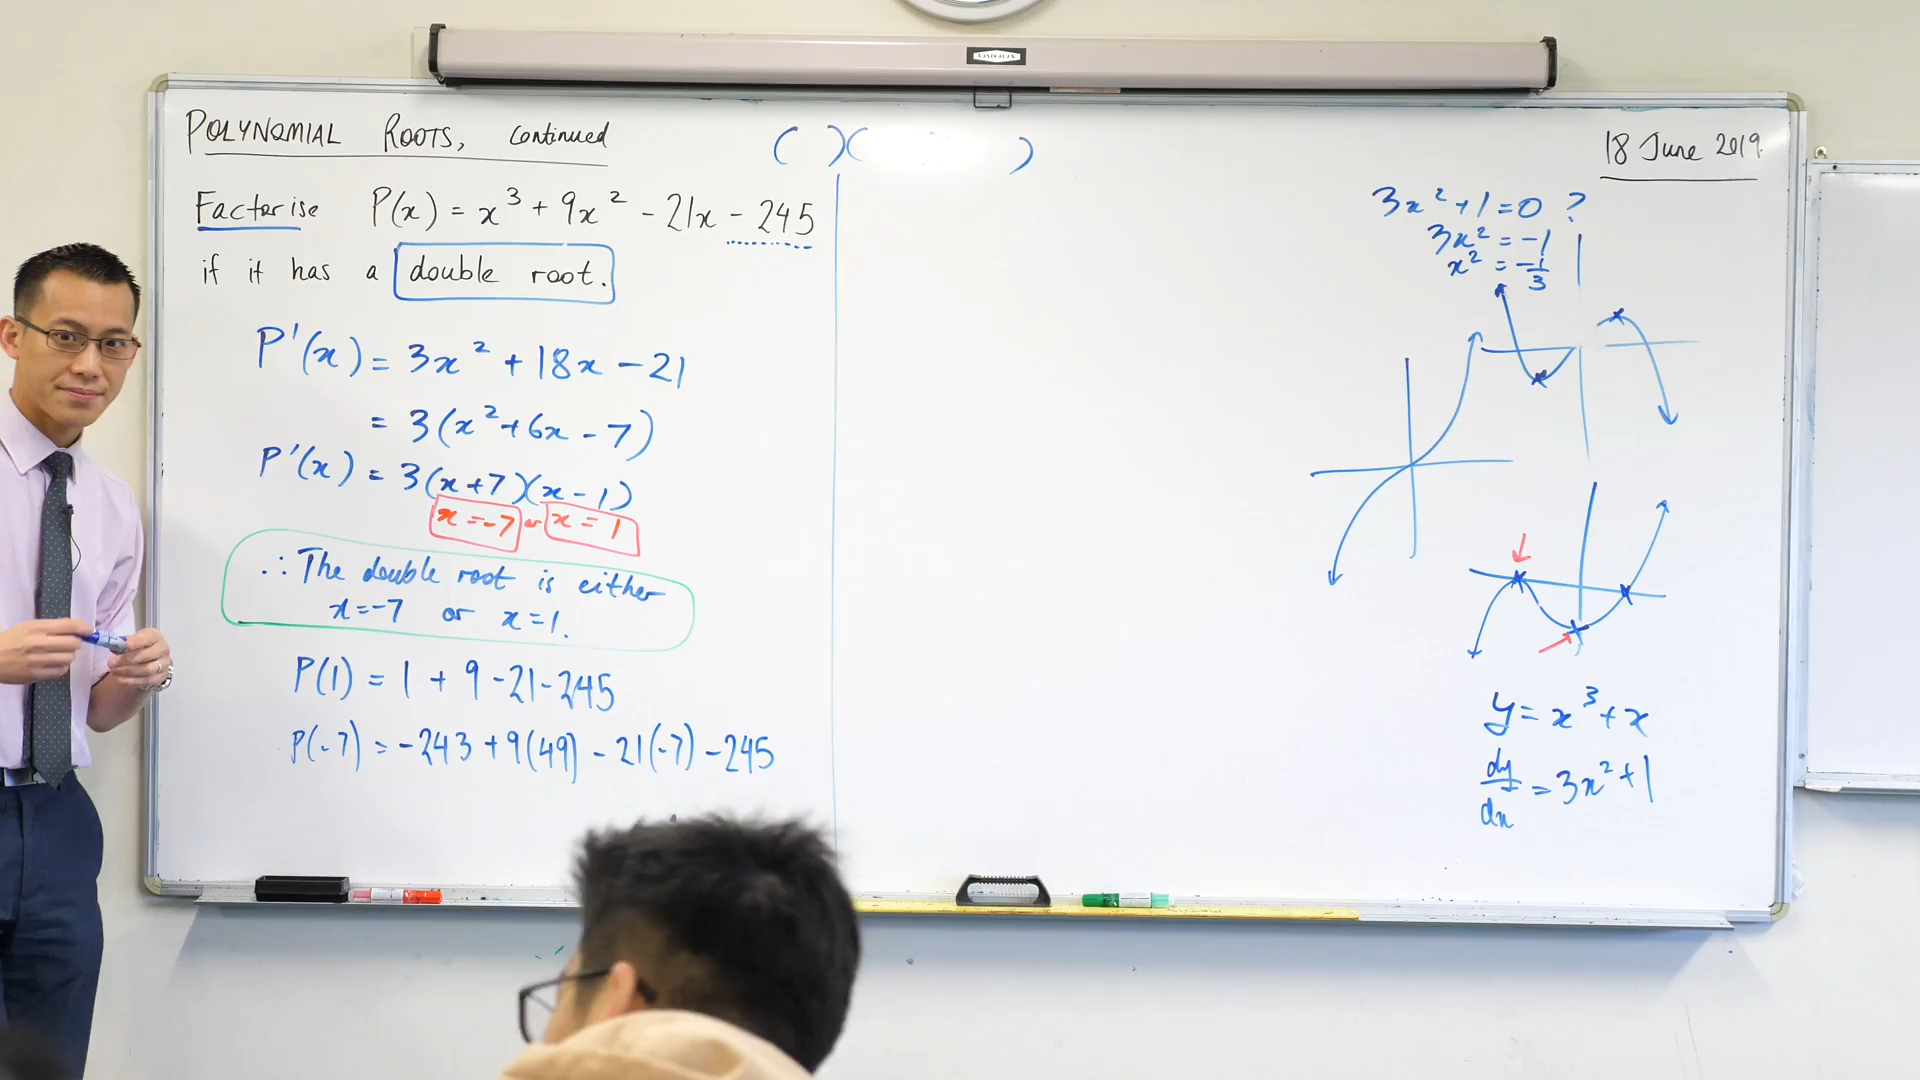 POLYNOMIAL ROOTS, continued
( )( )
18 June 2019.
Factorise P(x) = x³ + 9x² - 21x - 245
if it has a double root.
P'(x) = 3x² + 18x - 21
= 3(x² + 6x - 7)
P'(x) = 3(x+7)(x-1)
x = -7 or x = 1
∴ The double root is either
x = -7 or x = 1.
P(1) = 1 + 9 - 21 - 245
P(-7) = -243 + 9(49) - 21(-7) - 245
3x² + 1 = 0 ?
3x² = -1
x² = -1/3
y = x³ + x
dy/dx = 3x² + 1